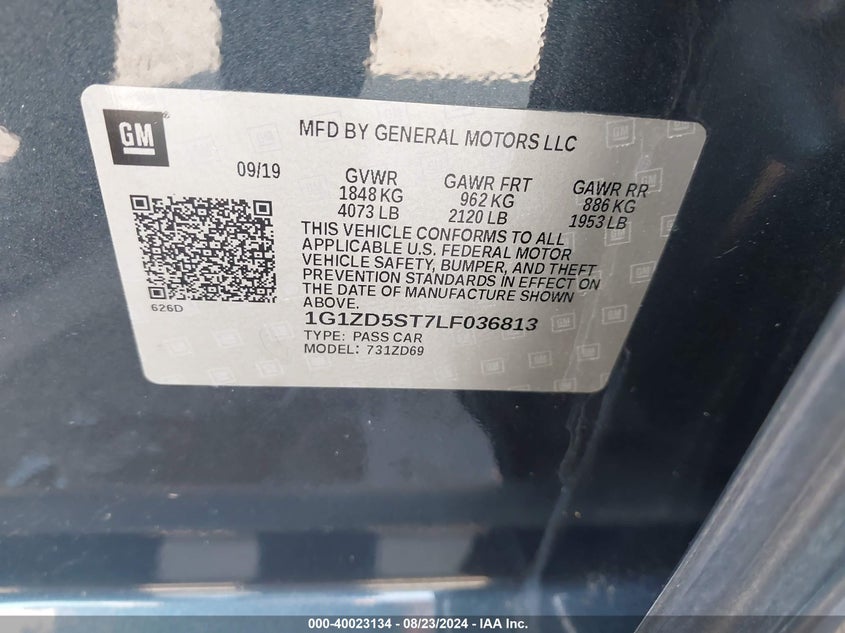 GM
MFD BY GENERAL MOTORS LLC
09/19 GVWR GAWR FRT GAWR RR
1848 KG 962 KG 886 KG
4073 LB 2120 LB 1953 LB
THIS VEHICLE CONFORMS TO ALL
APPLICABLE U.S. FEDERAL MOTOR
VEHICLE SAFETY, BUMPER, AND THEFT
PREVENTION STANDARDS IN EFFECT ON
THE DATE OF MANUFACTURE SHOWN
ABOVE.
626D
1G1ZD5ST7LF036813
TYPE: PASS CAR
MODEL: 731ZD69
000-40023134 - 08/23/2024 - IAA Inc.